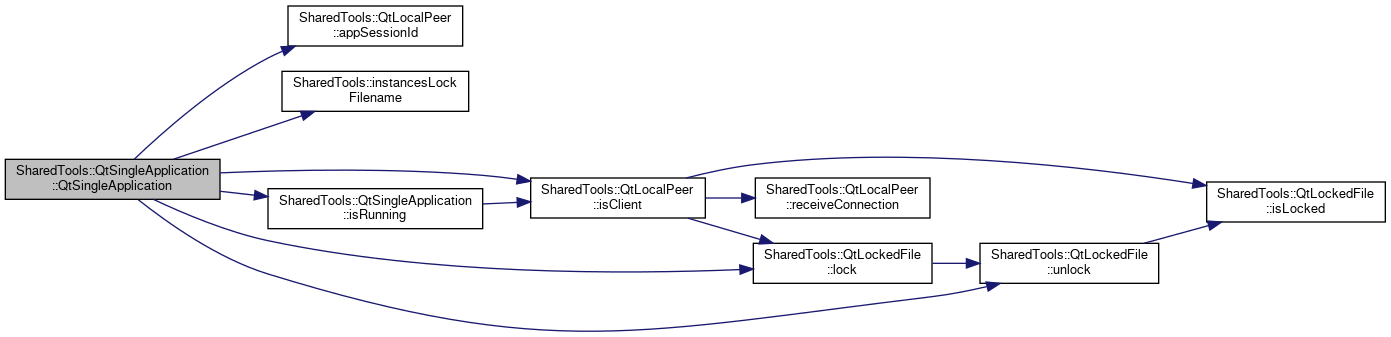 SharedTools::QtLocalPeer
::appSessionId
SharedTools::instancesLock
Filename
SharedTools::QtSingleApplication
::QtSingleApplication
SharedTools::QtSingleApplication
::isRunning
SharedTools::QtLocalPeer
::isClient
SharedTools::QtLocalPeer
::receiveConnection
SharedTools::QtLockedFile
::lock
SharedTools::QtLockedFile
::unlock
SharedTools::QtLockedFile
::isLocked